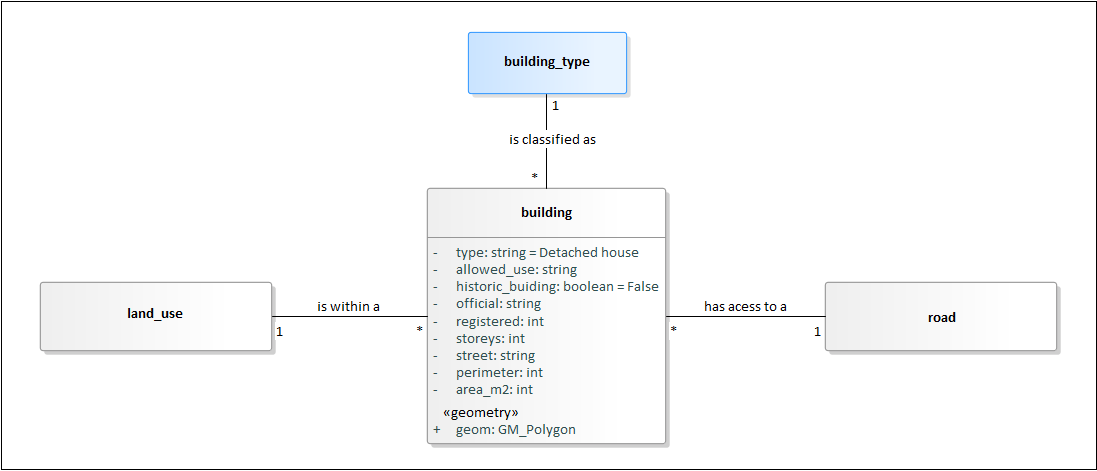 building_type
1
is classified as
*
building
- type: string = Detached house
- allowed_use: string
- historic_buiding: boolean = False
- official: string
- registered: int
- storeys: int
- street: string
- perimeter: int
- area_m2: int
«geometry»
+ geom: GM_Polygon
land_use
is within a
1
*
has acess to a
*
1
road